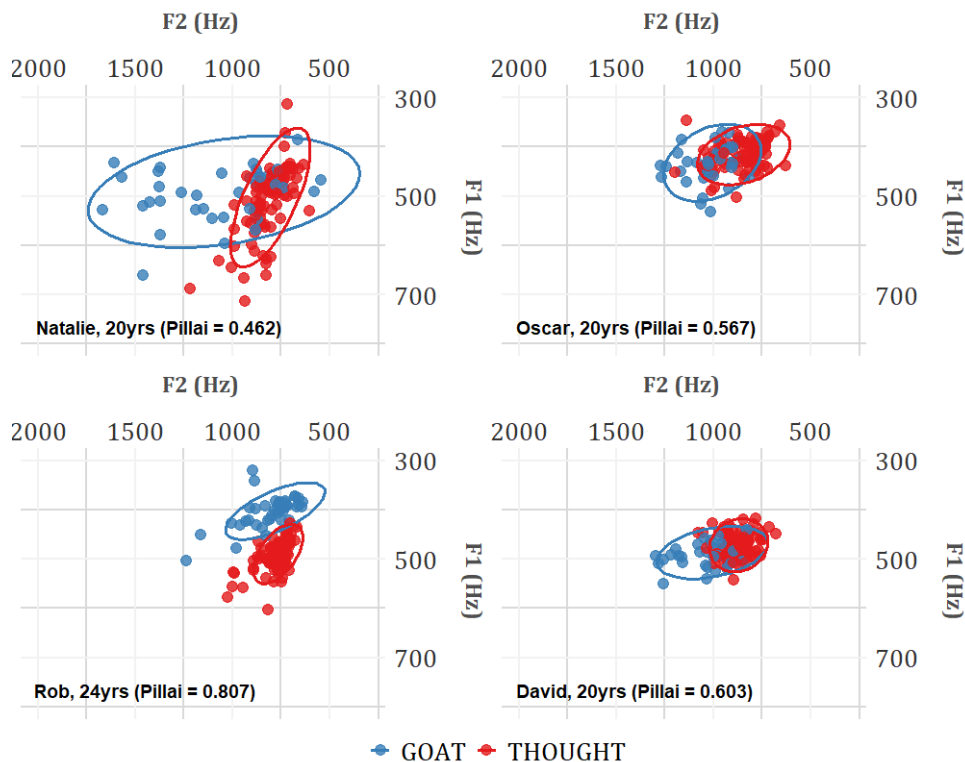 F2 (Hz)
2000 1500 1000 500
300
500
700
F1 (Hz)
Natalie, 20yrs (Pillai = 0.462)
F2 (Hz)
2000 1500 1000 500
300
500
700
F1 (Hz)
Oscar, 20yrs (Pillai = 0.567)
F2 (Hz)
2000 1500 1000 500
300
500
700
F1 (Hz)
Rob, 24yrs (Pillai = 0.807)
F2 (Hz)
2000 1500 1000 500
300
500
700
F1 (Hz)
David, 20yrs (Pillai = 0.603)
GOAT THOUGHT